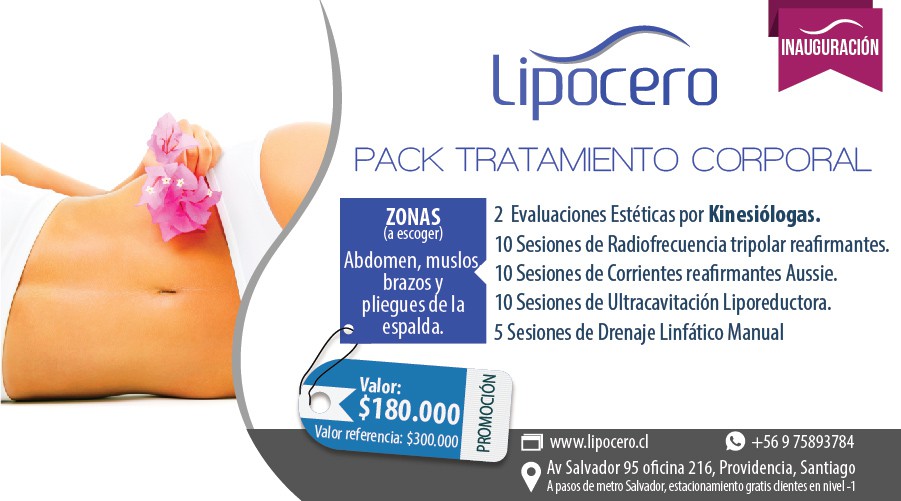 INAUGURACIÓN
Lipocero
PACK TRATAMIENTO CORPORAL
ZONAS
(a escoger)
Abdomen, muslos
brazos y
pliegues de la
espalda.
2 Evaluaciones Estéticas por Kinesiólogas.
10 Sesiones de Radiofrecuencia tripolar reafirmantes.
10 Sesiones de Corrientes reafirmantes Aussie.
10 Sesiones de Ultracavitación Liporeductora.
5 Sesiones de Drenaje Linfático Manual
Valor:
$180.000
Valor referencia: $300.000
PROMOCIÓN
www.lipocero.cl
+56 9 75893784
Av Salvador 95 oficina 216, Providencia, Santiago
A pasos de metro Salvador, estacionamiento gratis clientes en nivel -1